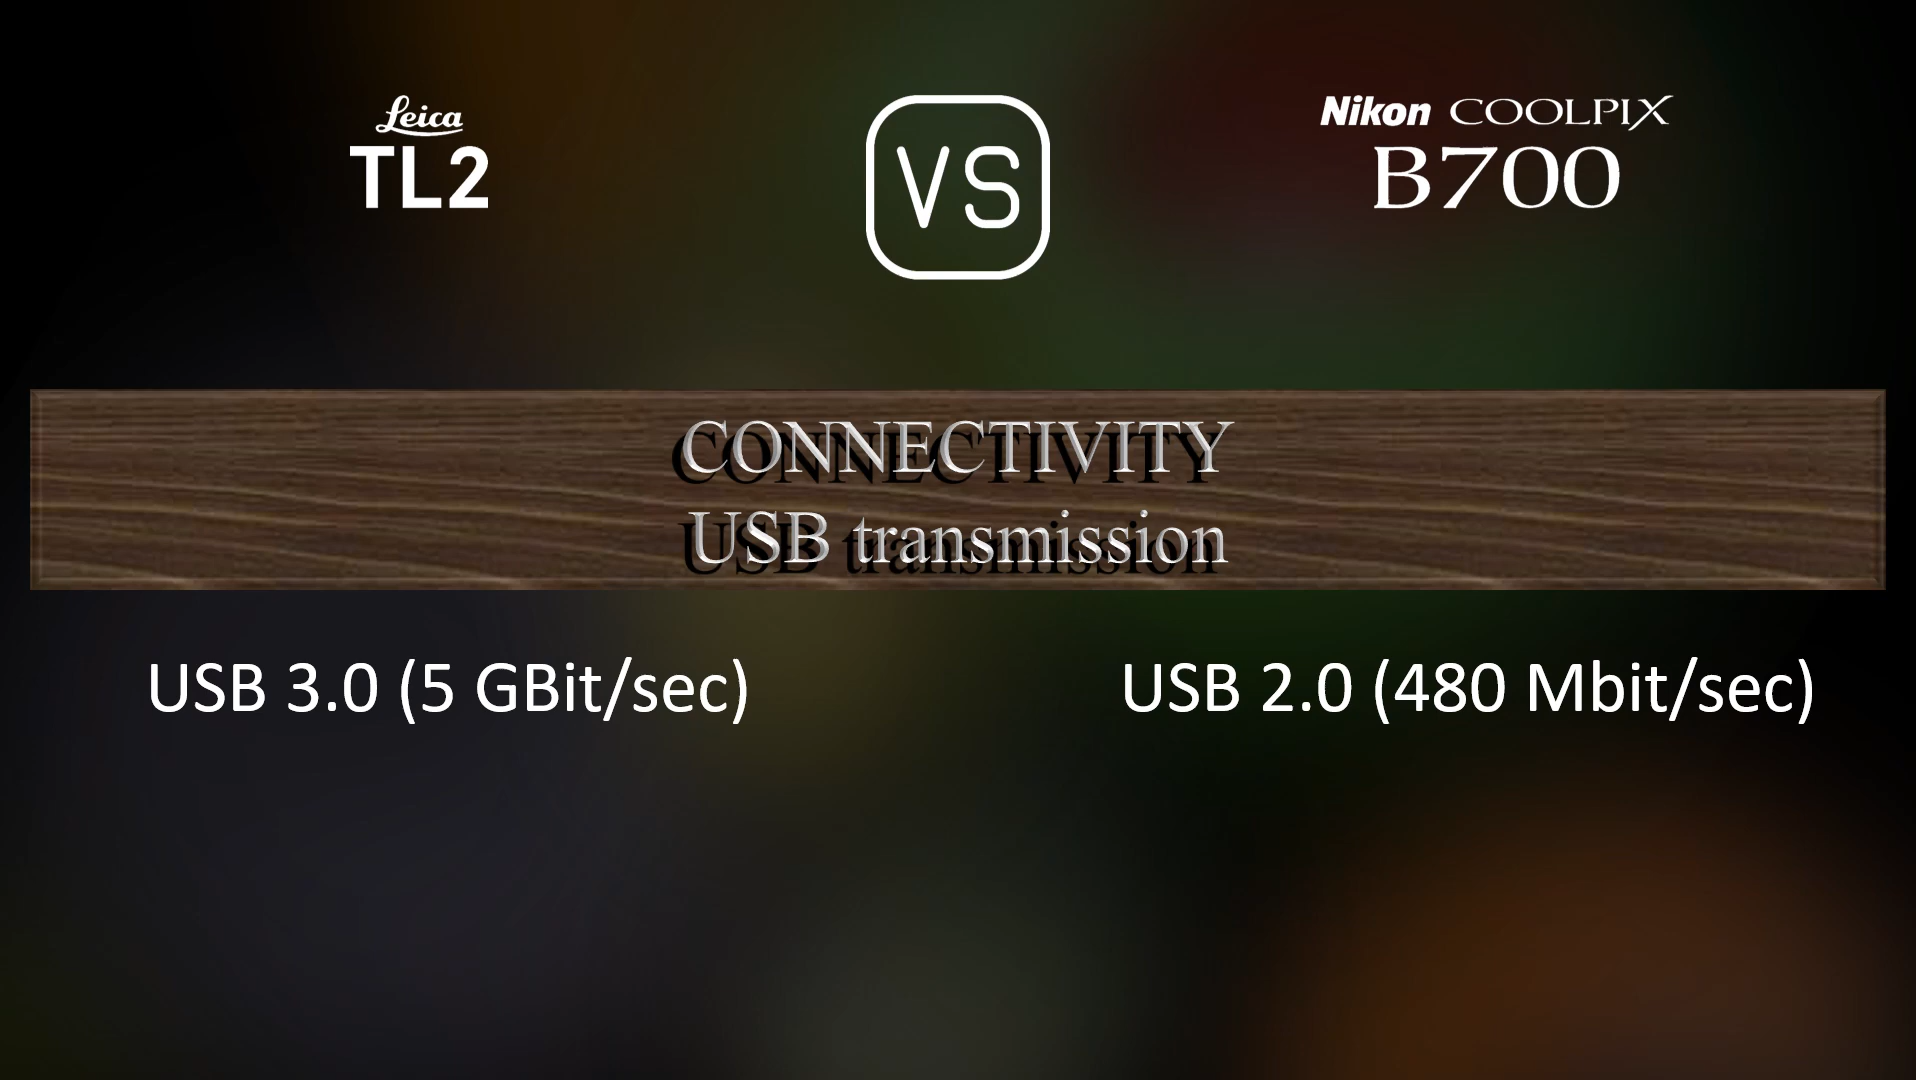 Leica
TL2
VS
Nikon COOLPIX
B700
CONNECTIVITY
USB transmission
USB 3.0 (5 GBit/sec)
USB 2.0 (480 Mbit/sec)